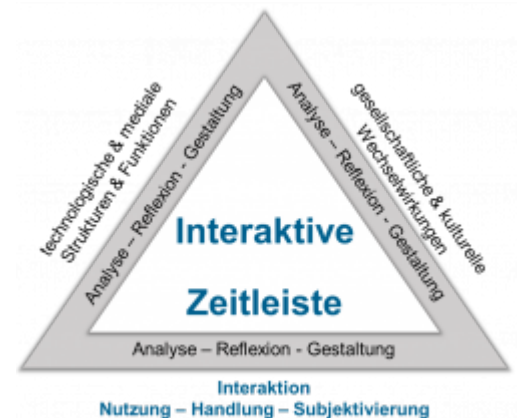 technologische & mediale
Strukturen & Funktionen
Analyse – Reflexion - Gestaltung
gesellschaftliche & kulturelle
Wechselwirkungen
Analyse – Reflexion - Gestaltung
Interaktive
Zeitleiste
Analyse – Reflexion - Gestaltung
Interaktion
Nutzung – Handlung – Subjektivierung